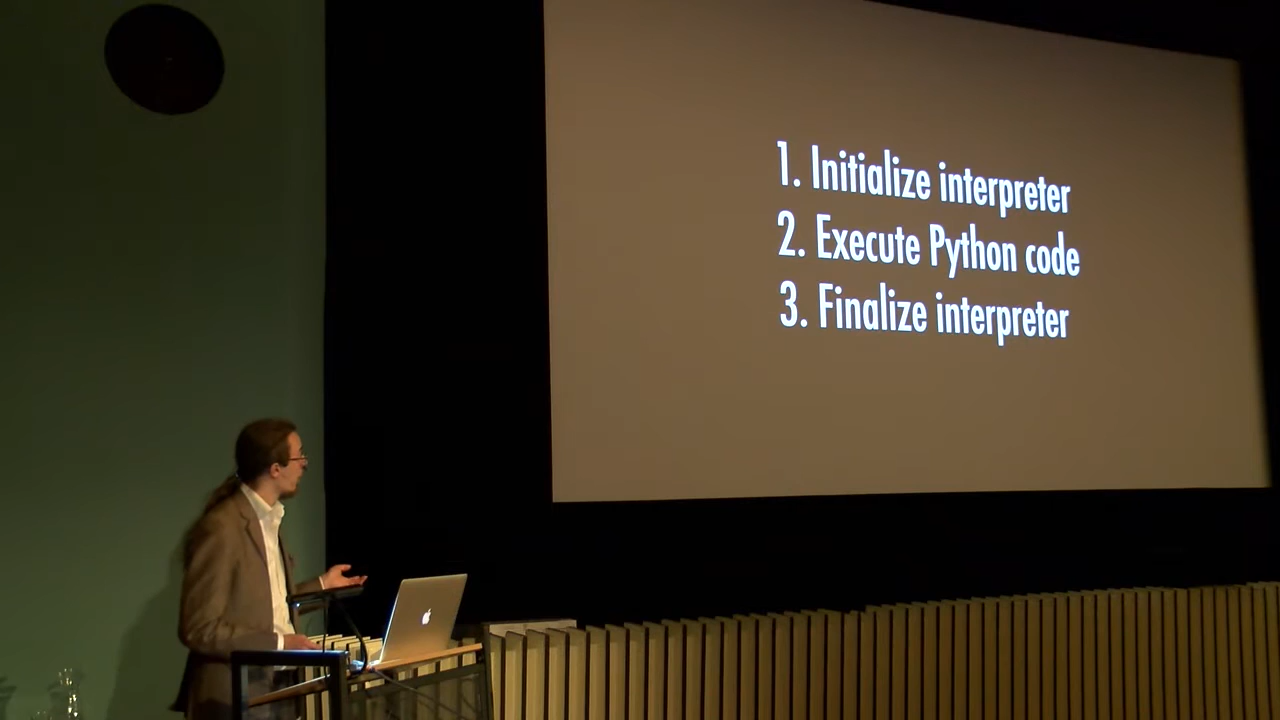 1. Initialize interpreter
2. Execute Python code
3. Finalize interpreter